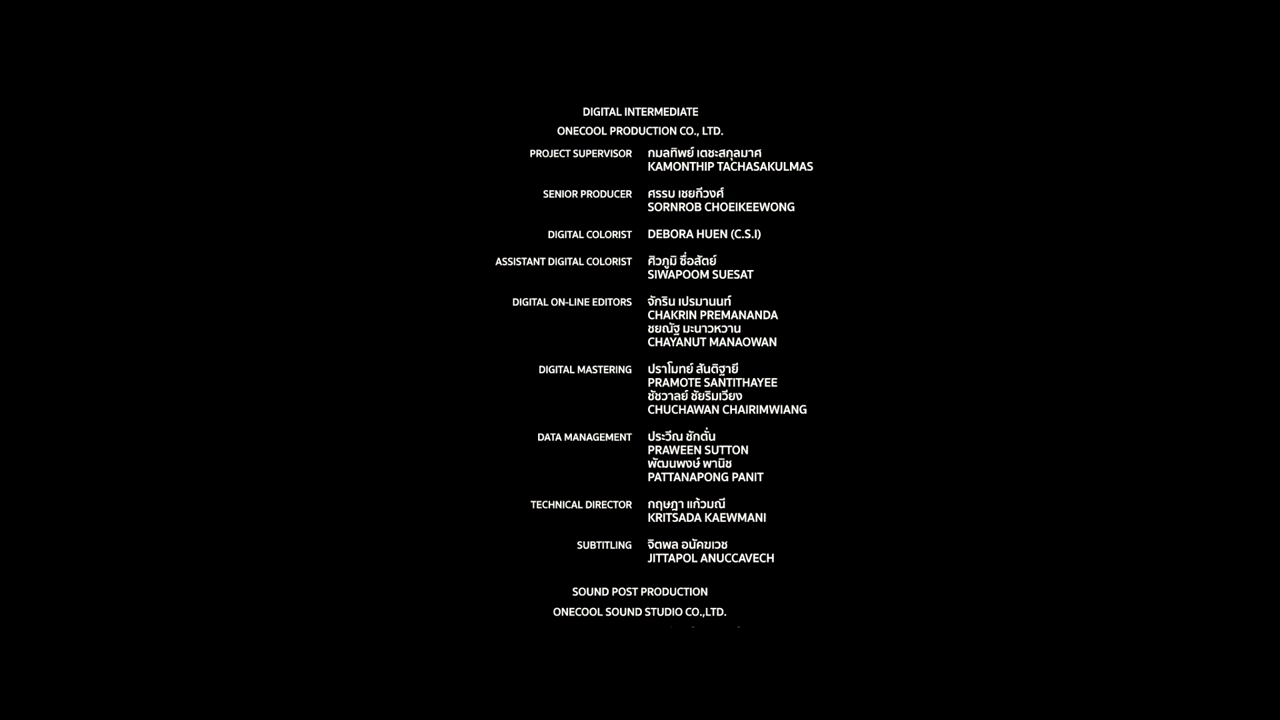 DIGITAL INTERMEDIATE
ONECOOL PRODUCTION CO., LTD.
PROJECT SUPERVISOR กมลทิพย์ เตชะสกุลมาศ
KAMONTHIP TACHASAKULMAS
SENIOR PRODUCER ศรรบ เชยกีวงศ์
SORNROB CHOEIKEEWONG
DIGITAL COLORIST DEBORA HUEN (C.S.I)
ASSISTANT DIGITAL COLORIST ศิวภูมิ ซื่อสัตย์
SIWAPOOM SUESAT
DIGITAL ON-LINE EDITORS จักริน เปรมานนท์
CHAKRIN PREMANANDA
ชยณัฐ มะนาวหวาน
CHAYANUT MANAOWAN
DIGITAL MASTERING ปราโมทย์ สันติฐายี
PRAMOTE SANTITHAYEE
ชัชวาลย์ ชัยริมเวียง
CHUCHAWAN CHAIRIMWIANG
DATA MANAGEMENT ประวีณ ซักตั่น
PRAWEEN SUTTON
พัฒนพงษ์ พานิช
PATTANAPONG PANIT
TECHNICAL DIRECTOR กฤษฎา แก้วมณี
KRITSADA KAEWMANI
SUBTITLING จิตพล อนัคฆเวช
JITTAPOL ANUCCAVECH
SOUND POST PRODUCTION
ONECOOL SOUND STUDIO CO.,LTD.